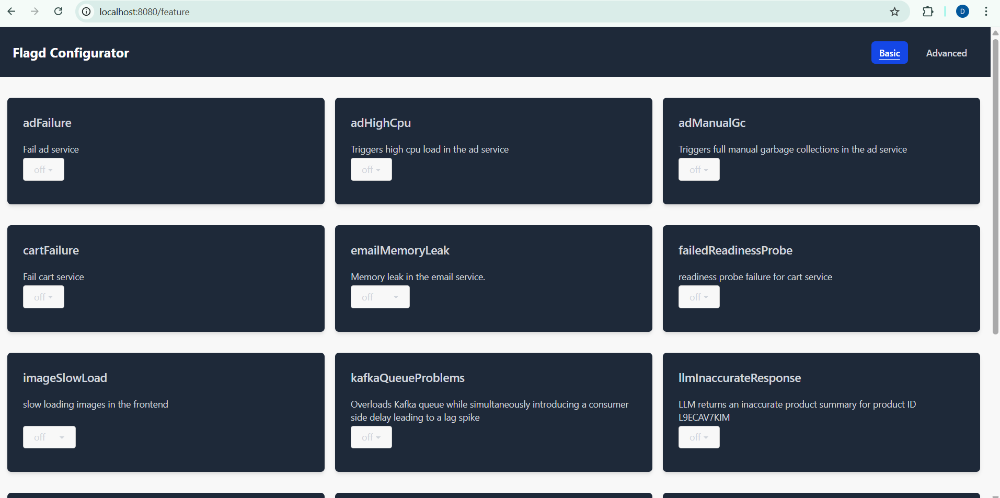 localhost:8080/feature
D
Flagd Configurator
Basic
Advanced
adFailure
Fail ad service
off
adHighCpu
Triggers high cpu load in the ad service
off
adManualGc
Triggers full manual garbage collections in the ad service
off
cartFailure
Fail cart service
off
emailMemoryLeak
Memory leak in the email service.
off
failedReadinessProbe
readiness probe failure for cart service
off
imageSlowLoad
slow loading images in the frontend
off
kafkaQueueProblems
Overloads Kafka queue while simultaneously introducing a consumer
side delay leading to a lag spike
off
llmInaccurateResponse
LLM returns an inaccurate product summary for product ID
L9ECAV7KIM
off